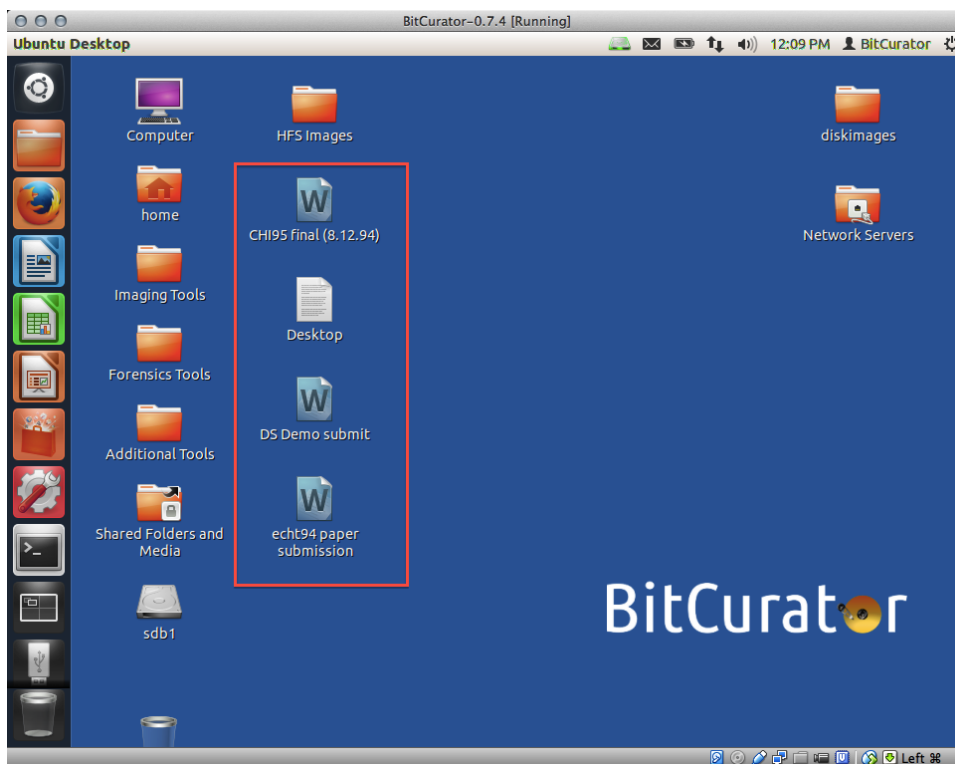 BitCurator-0.7.4 [Running]
Ubuntu Desktop
12:09 PM
BitCurator
Computer
HFS Images
diskimages
home
CHI95 final (8.12.94)
Network Servers
Imaging Tools
Desktop
Forensics Tools
DS Demo submit
Additional Tools
Shared Folders and
Media
echt94 paper
submission
sdb1
BitCurator
Left ⌘